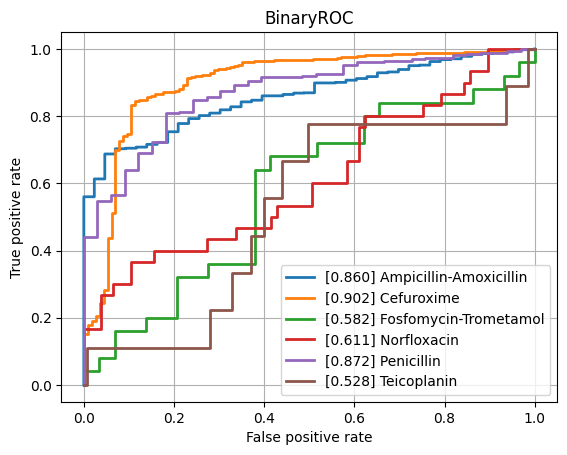 BinaryROC
True positive rate
1.0
0.8
0.6
0.4
0.2
0.0
[0.860] Ampicillin-Amoxicillin
[0.902] Cefuroxime
[0.582] Fosfomycin-Trometamol
[0.611] Norfloxacin
[0.872] Penicillin
[0.528] Teicoplanin
0.0 0.2 0.4 0.6 0.8 1.0
False positive rate